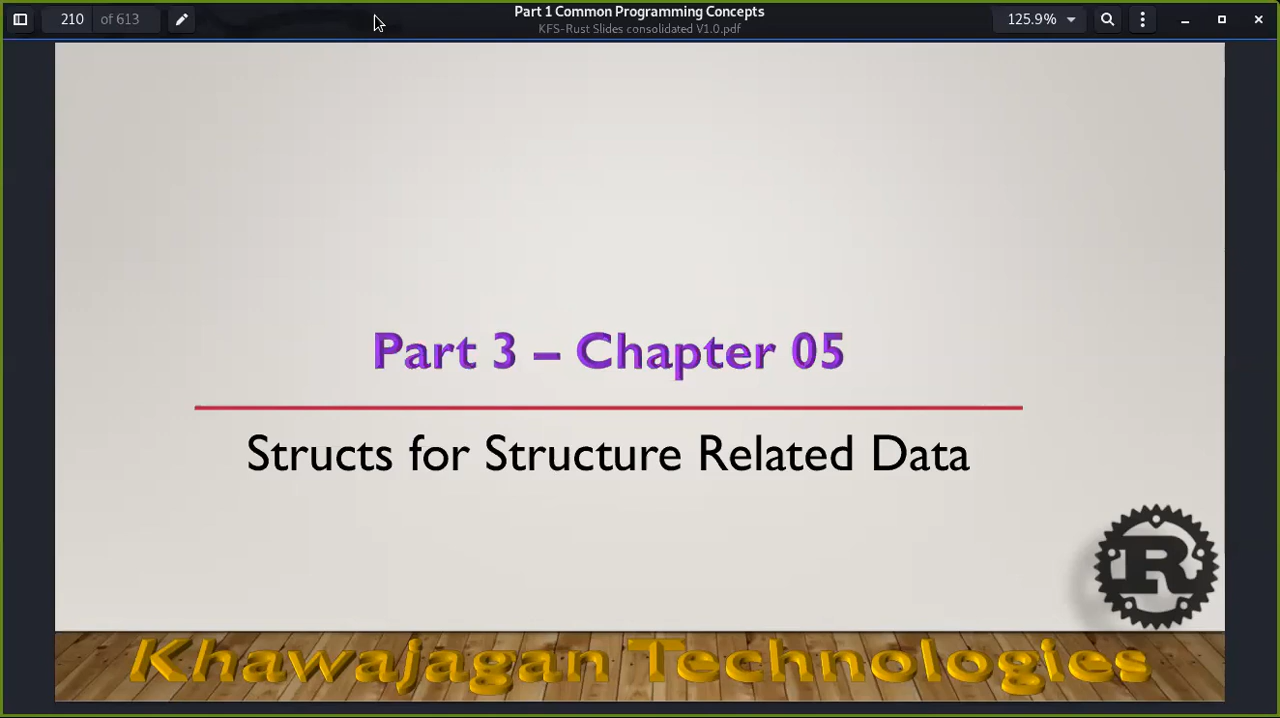 210 of 613
Part 1 Common Programming Concepts
KFS-Rust Slides consolidated V1.0.pdf
125.9%
Part 3 – Chapter 05
Structs for Structure Related Data
R
Khawajagan Technologies